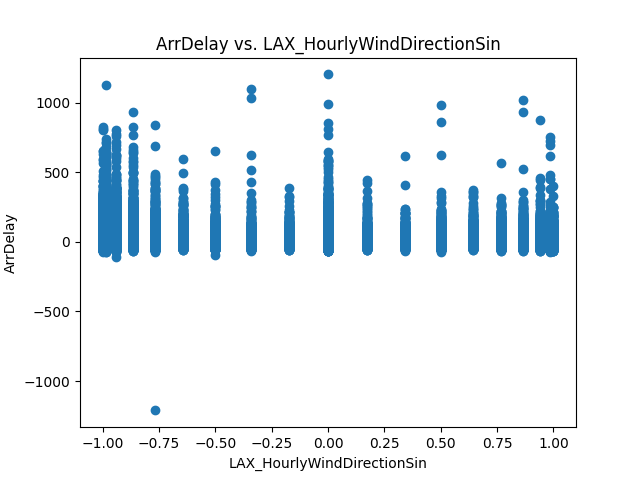 ArrDelay vs. LAX_HourlyWindDirectionSin
1000
500
0
−500
−1000
ArrDelay
−1.00 −0.75 −0.50 −0.25 0.00 0.25 0.50 0.75 1.00
LAX_HourlyWindDirectionSin